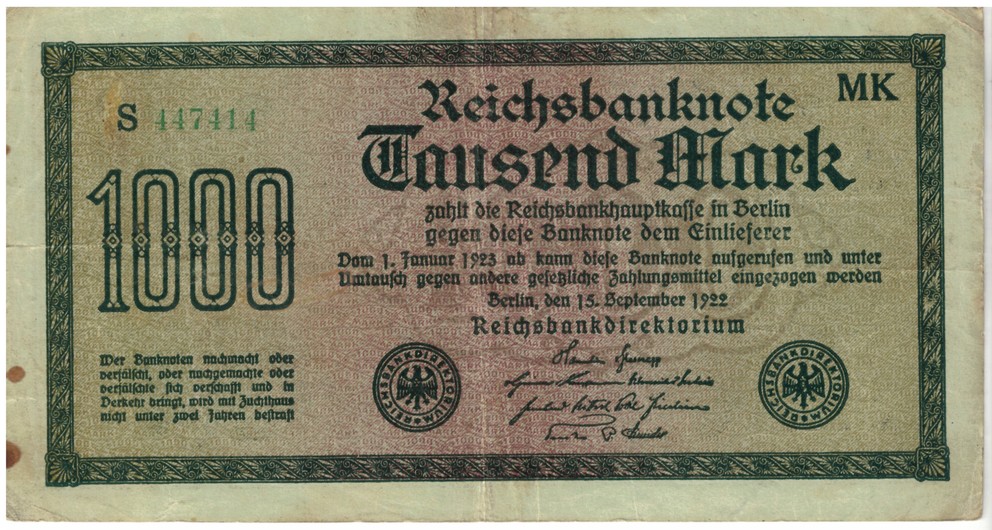 Reichsbanknote
MK
S 447414
Tausend Mark
1000
zahlt die Reichsbankhauptkasse in Berlin
gegen diese Banknote dem Einlieferer
Vom 1. Januar 1923 ab kann diese Banknote aufgerufen und unter
Umtausch gegen andere gesetzliche Zahlungsmittel eingezogen werden
Berlin, den 15. September 1922
Reichsbankdirektorium
Wer Banknoten nachmacht oder
verfälscht, oder nachgemachte oder
verfälschte sich verschafft und in
Verkehr bringt, wird mit Zuchthaus
nicht unter zwei Jahren bestraft
REICHSBANKDIREKTORIUM
REICHSBANKDIREKTORIUM